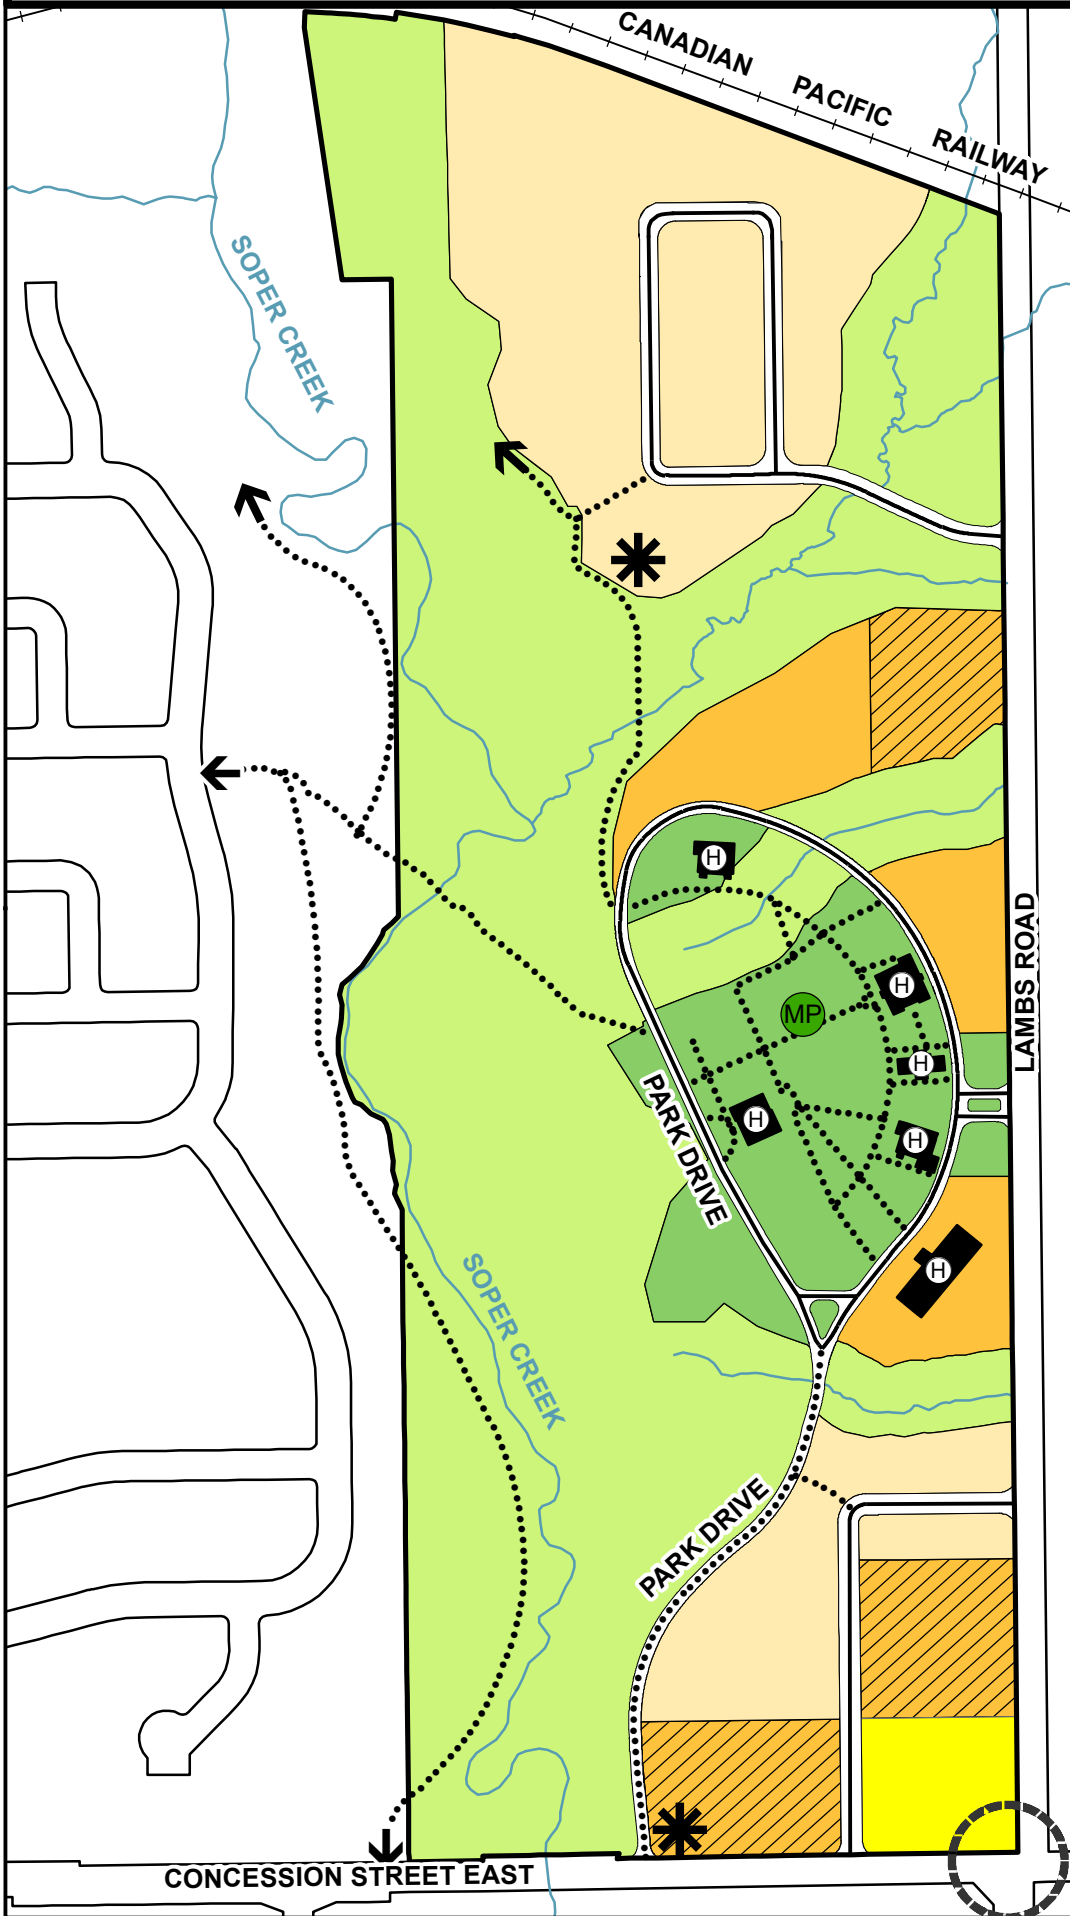 CANADIAN PACIFIC RAILWAY
SOPER CREEK
H
LAMBS ROAD
H
MP
H
H
H
PARK DRIVE
H
SOPER CREEK
PARK DRIVE
CONCESSION STREET EAST